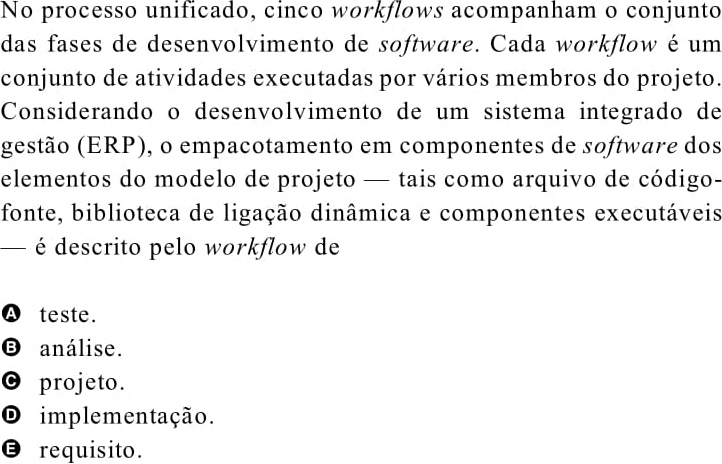 No processo unificado, cinco workflows acompanham o conjunto
das fases de desenvolvimento de software. Cada workflow é um
conjunto de atividades executadas por vários membros do projeto.
Considerando o desenvolvimento de um sistema integrado de
gestão (ERP), o empacotamento em componentes de software dos
elementos do modelo de projeto — tais como arquivo de código-
fonte, biblioteca de ligação dinâmica e componentes executáveis
— é descrito pelo workflow de
A teste.
B análise.
C projeto.
D implementação.
E requisito.